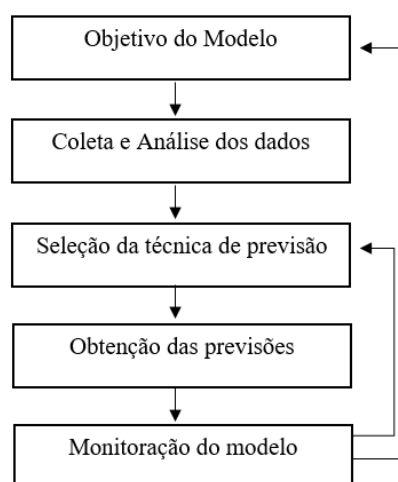 Objetivo do Modelo
Coleta e Análise dos dados
Seleção da técnica de previsão
Obtenção das previsões
Monitoração do modelo